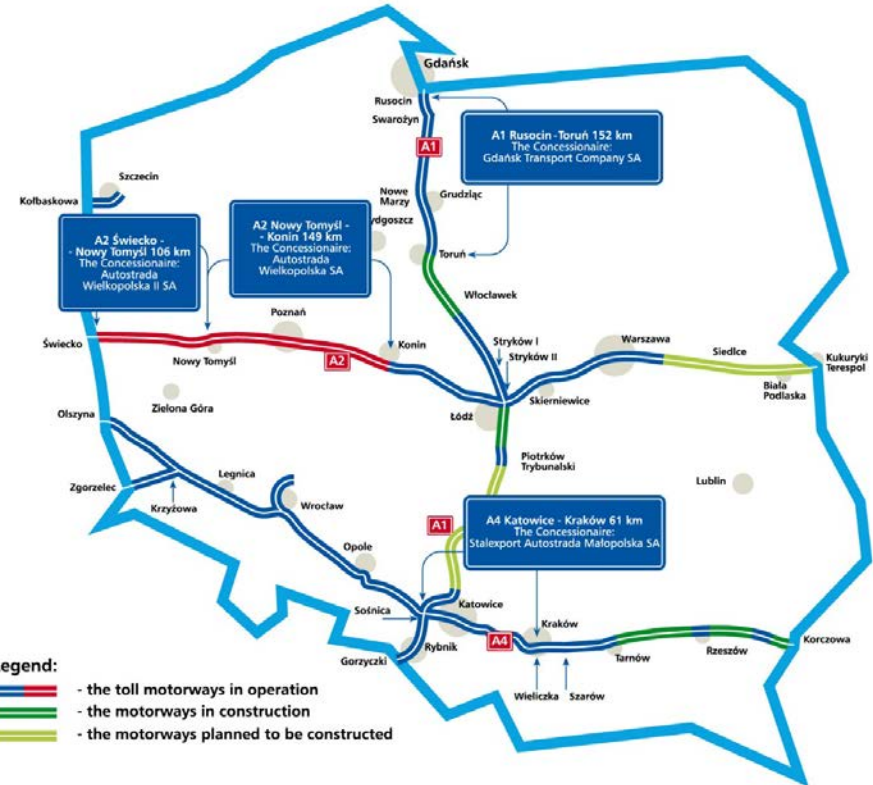 Gdańsk
Rusocin
Swarożyn
A1 Rusocin -Toruń 152 km
The Concessionaire:
Gdańsk Transport Company SA
A1
Szczecin
Kołbaskowa
Nowe
Marzy
Grudziąc
ydgoszcz
A2 Świecko -
- Nowy Tomyśl 106 km
The Concessionaire:
Autostrada
Wielkopolska II SA
A2 Nowy Tomyśl -
- Konin 149 km
The Concessionaire:
Autostrada
Wielkopolska SA
Toruń
Włocławek
Poznań
Świecko
Nowy Tomyśl
A2
Konin
Stryków I
Stryków II
Warszawa
Siedlce
Kukuryki
Terespol
Biała
Podlaska
Skierniewice
Zielona Góra
Olszyna
Łódź
Piotrków
Trybunalski
Lublin
Zgorzelec
Krzyżowa
Legnica
Wrocław
Opole
A1
A4 Katowice - Kraków 61 km
The Concessionaire:
Stalexport Autostrada Małopolska SA
Sośnica
Katowice
Gorzyczki
Rybnik
A4
Kraków
Wieliczka
Szarów
Tarnów
Rzeszów
Korczowa
egend:
- the toll motorways in operation
- the motorways in construction
- the motorways planned to be constructed